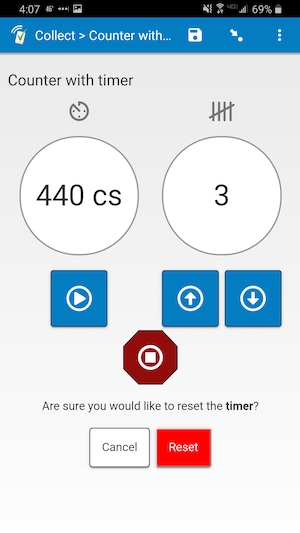 4:07 46° 69%
Collect > Counter with...
Counter with timer
440 cs 3
Are sure you would like to reset the timer?
Cancel Reset